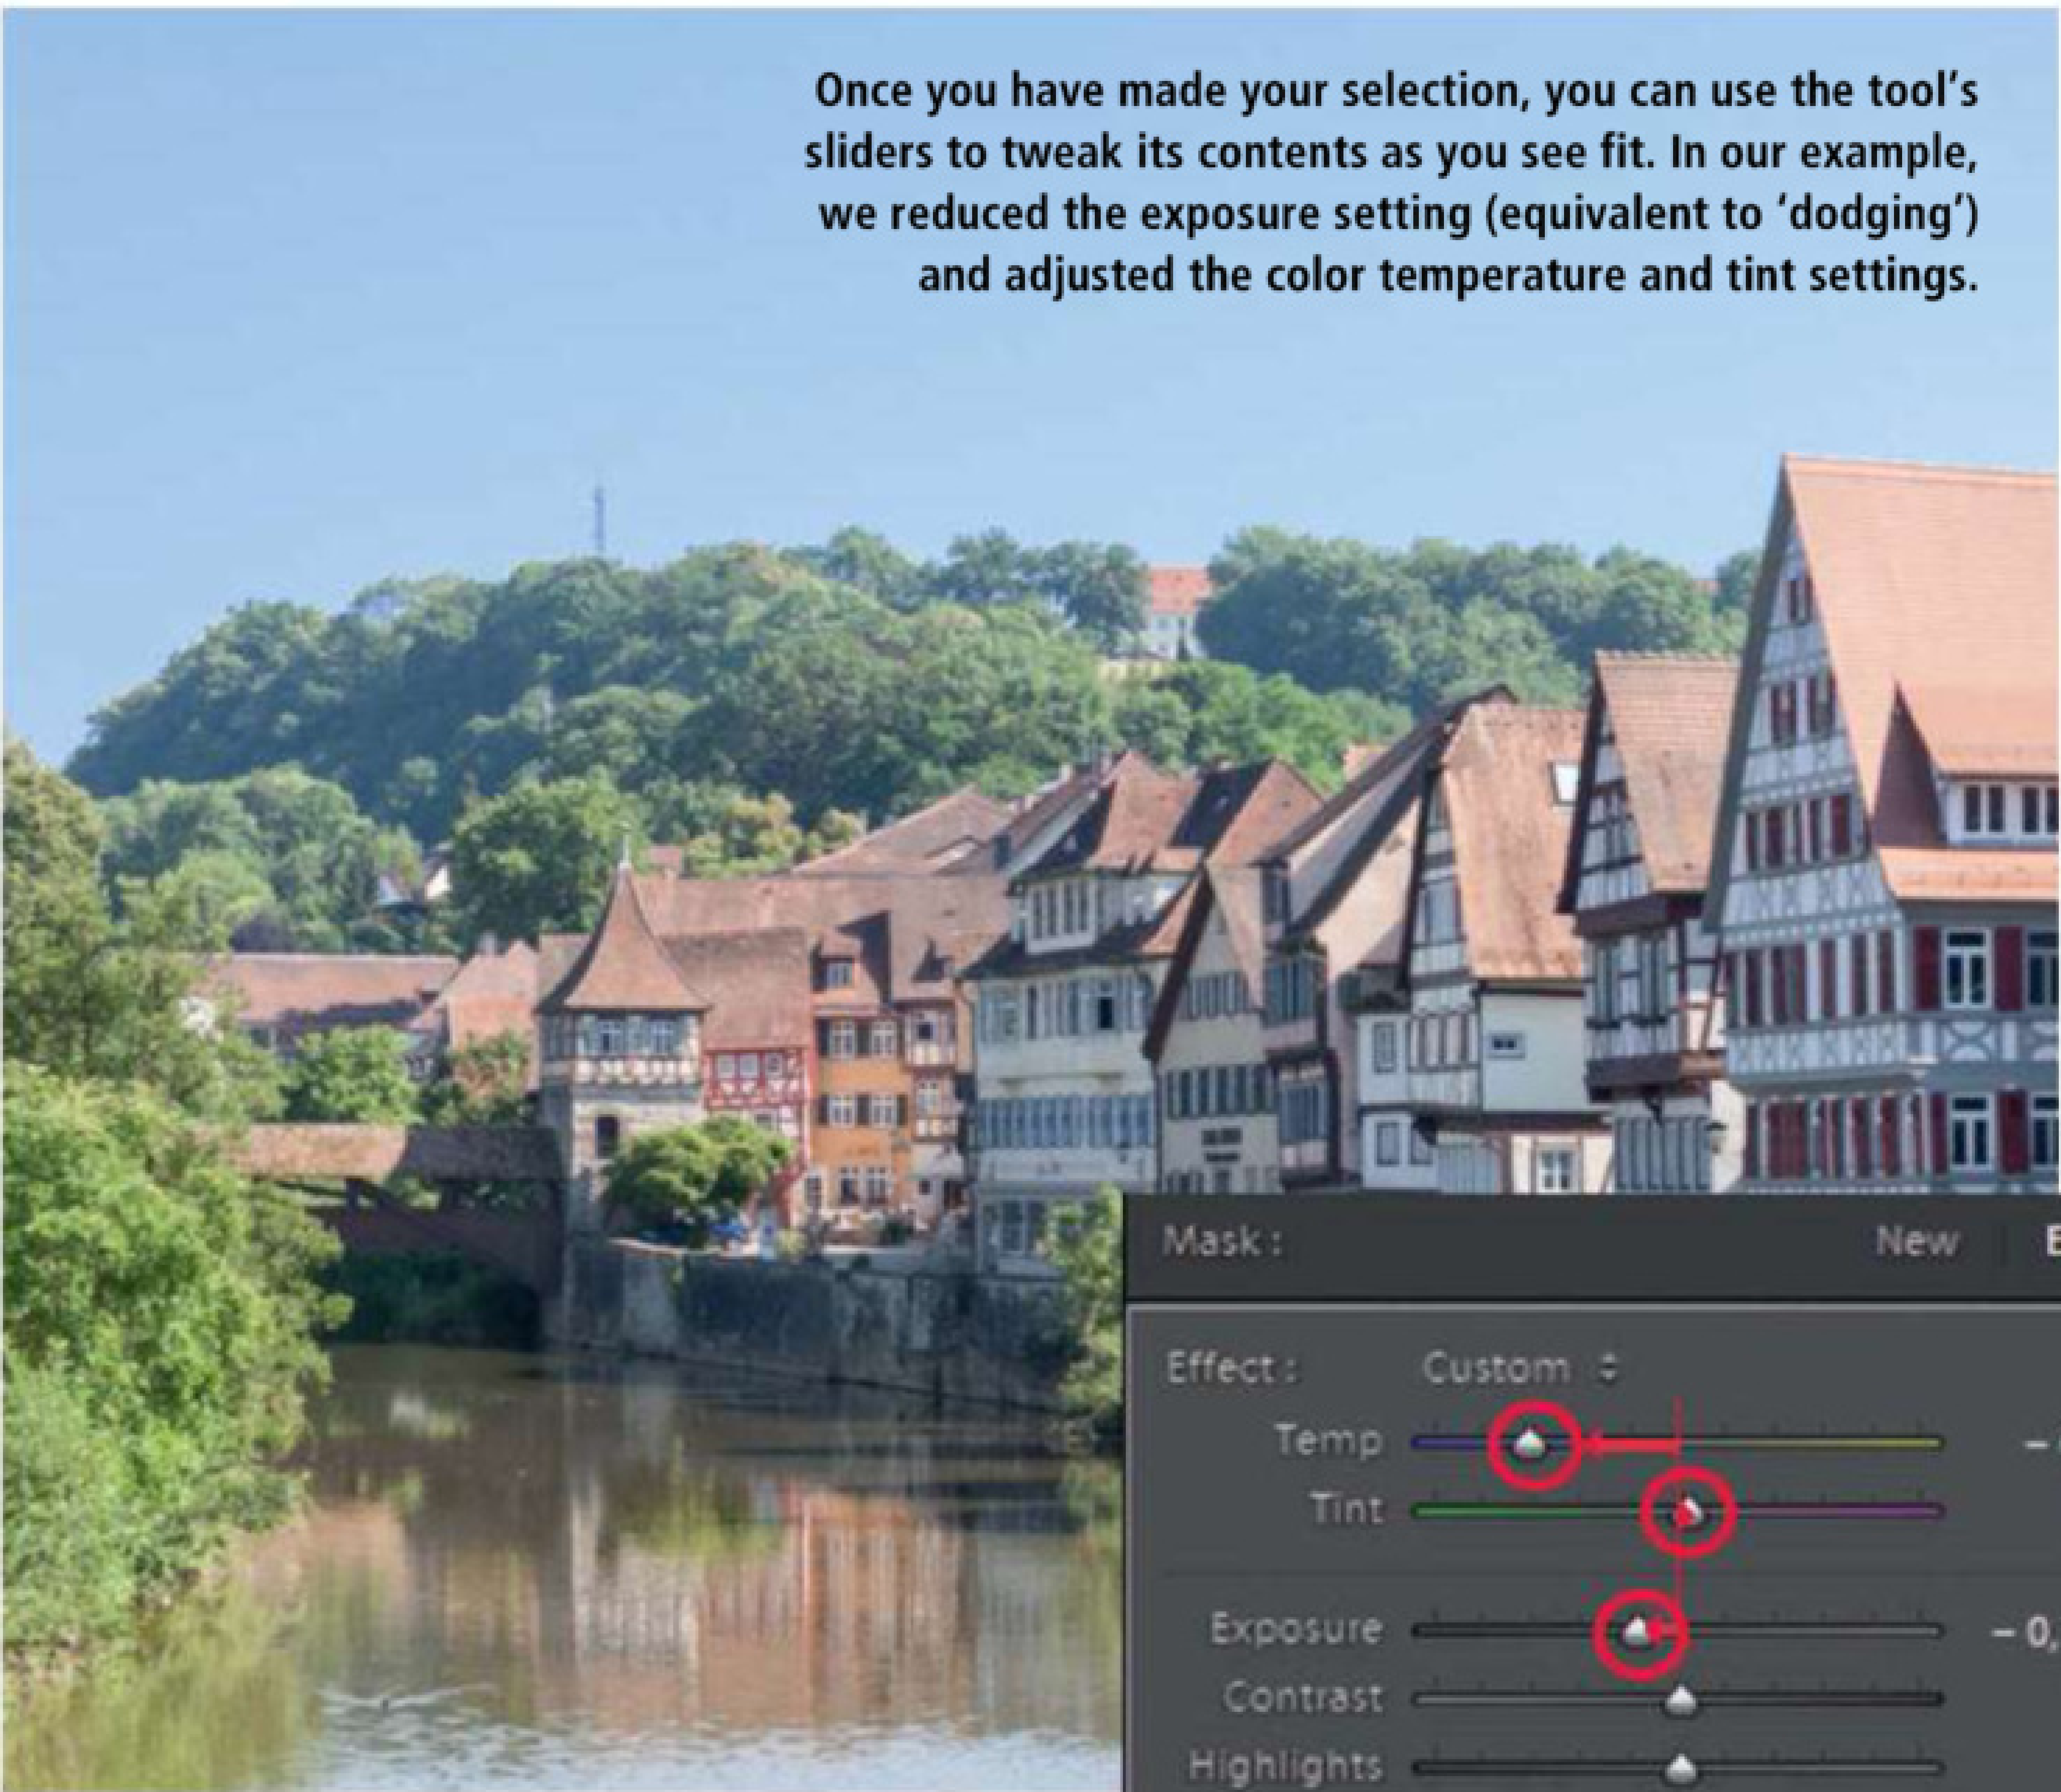 Once you have made your selection, you can use the tool’s
sliders to tweak its contents as you see fit. In our example,
we reduced the exposure setting (equivalent to ‘dodging’)
and adjusted the color temperature and tint settings.
Mask : New
Effect : Custom
Temp –
Tint
Exposure – 0,
Contrast
Highlights